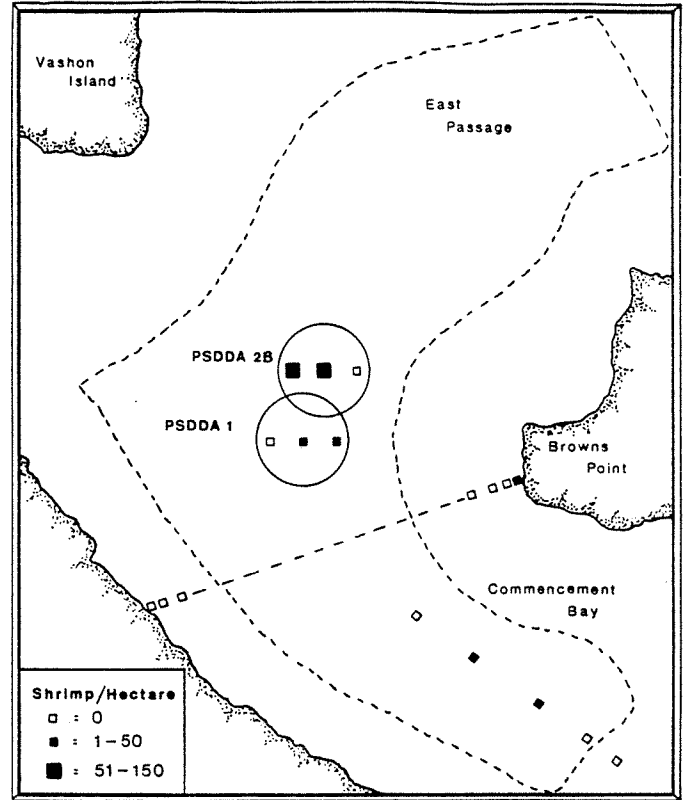 Vashon
Island
East
Passage
PSDDA 2B
PSDDA 1
Browns
Point
Commencement
Bay
Shrimp/Hectare
= 0
= 1-50
= 51-150